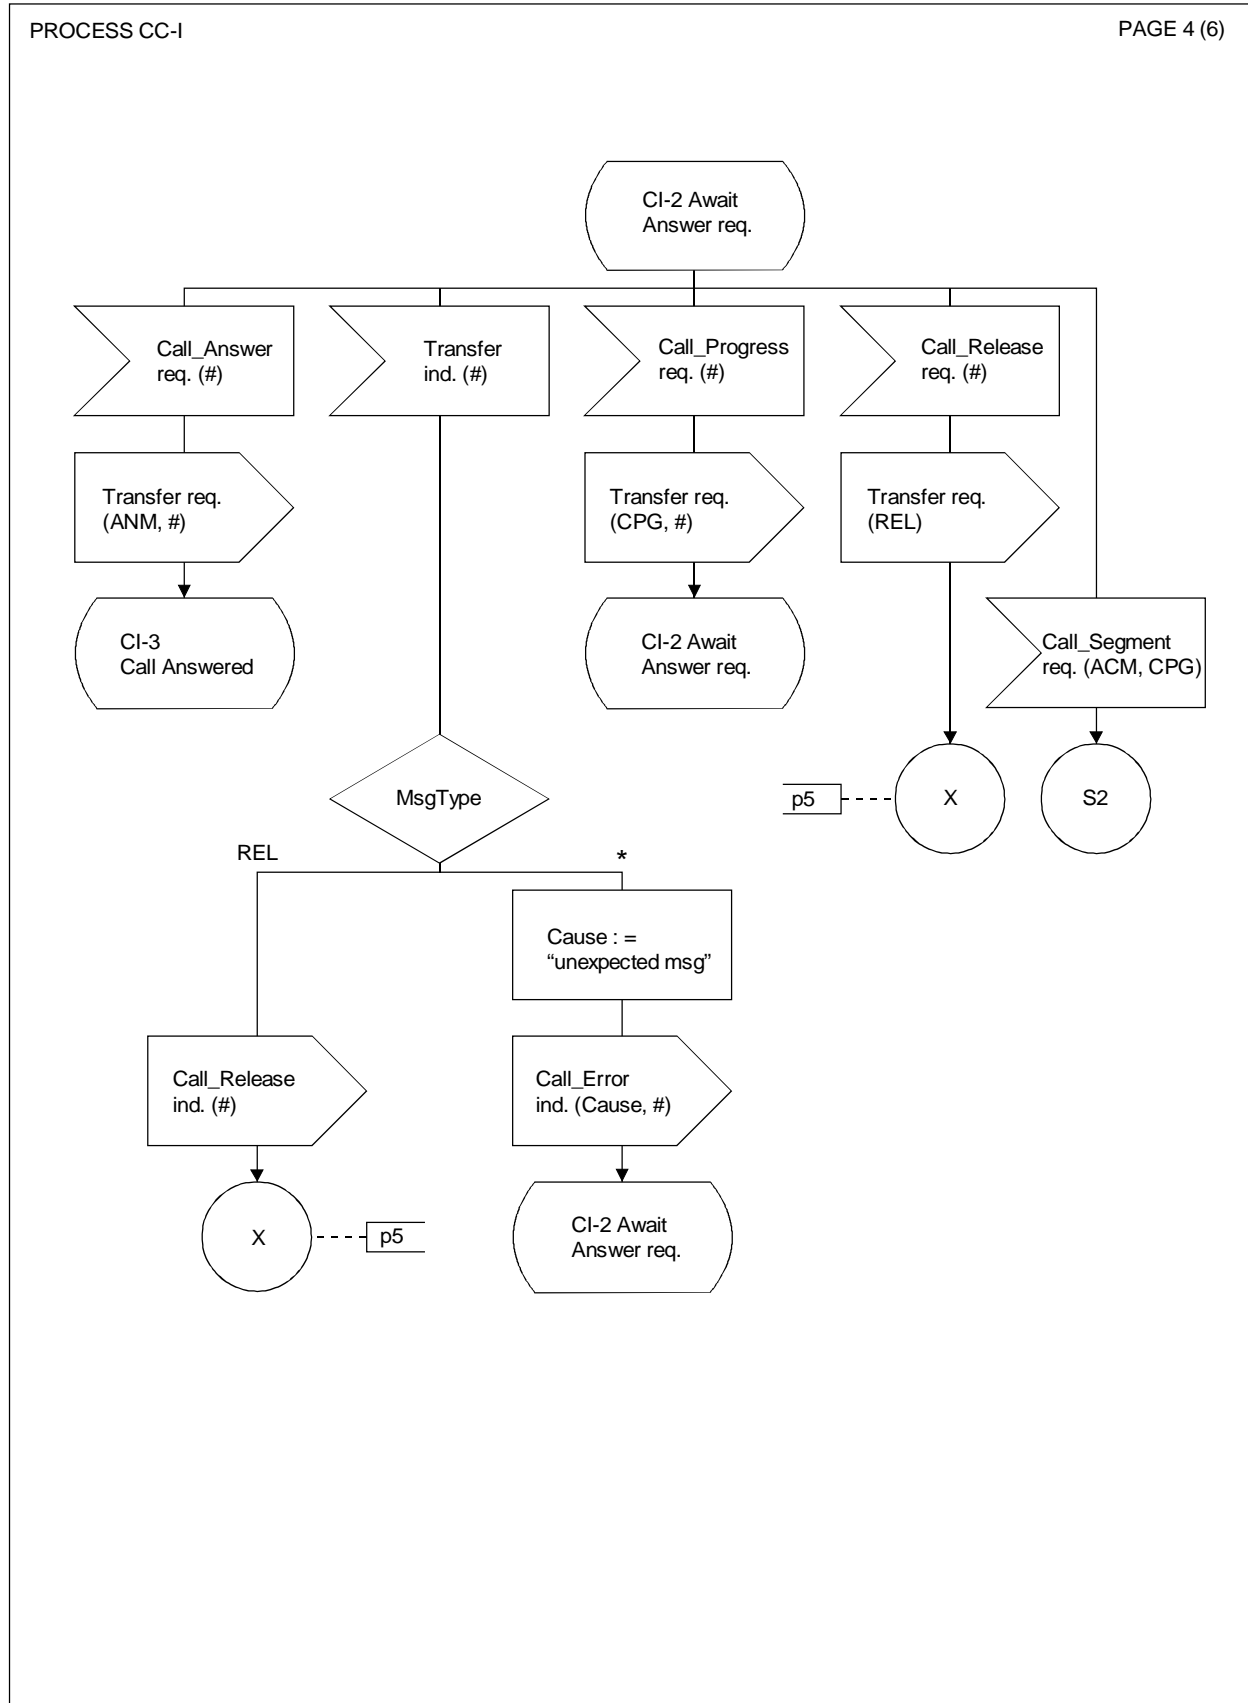 PROCESS CC-I
PAGE 4 (6)
CI-2 Await
Answer req.
Call_Answer
req. (#)
Transfer
ind. (#)
Call_Progress
req. (#)
Call_Release
req. (#)
Transfer req.
(ANM, #)
Transfer req.
(CPG, #)
Transfer req.
(REL)
CI-3
Call Answered
CI-2 Await
Answer req.
Call_Segment
req. (ACM, CPG)
MsgType
p5
X
S2
REL
*
Cause : =
“unexpected msg”
Call_Release
ind. (#)
Call_Error
ind. (Cause, #)
X
p5
CI-2 Await
Answer req.